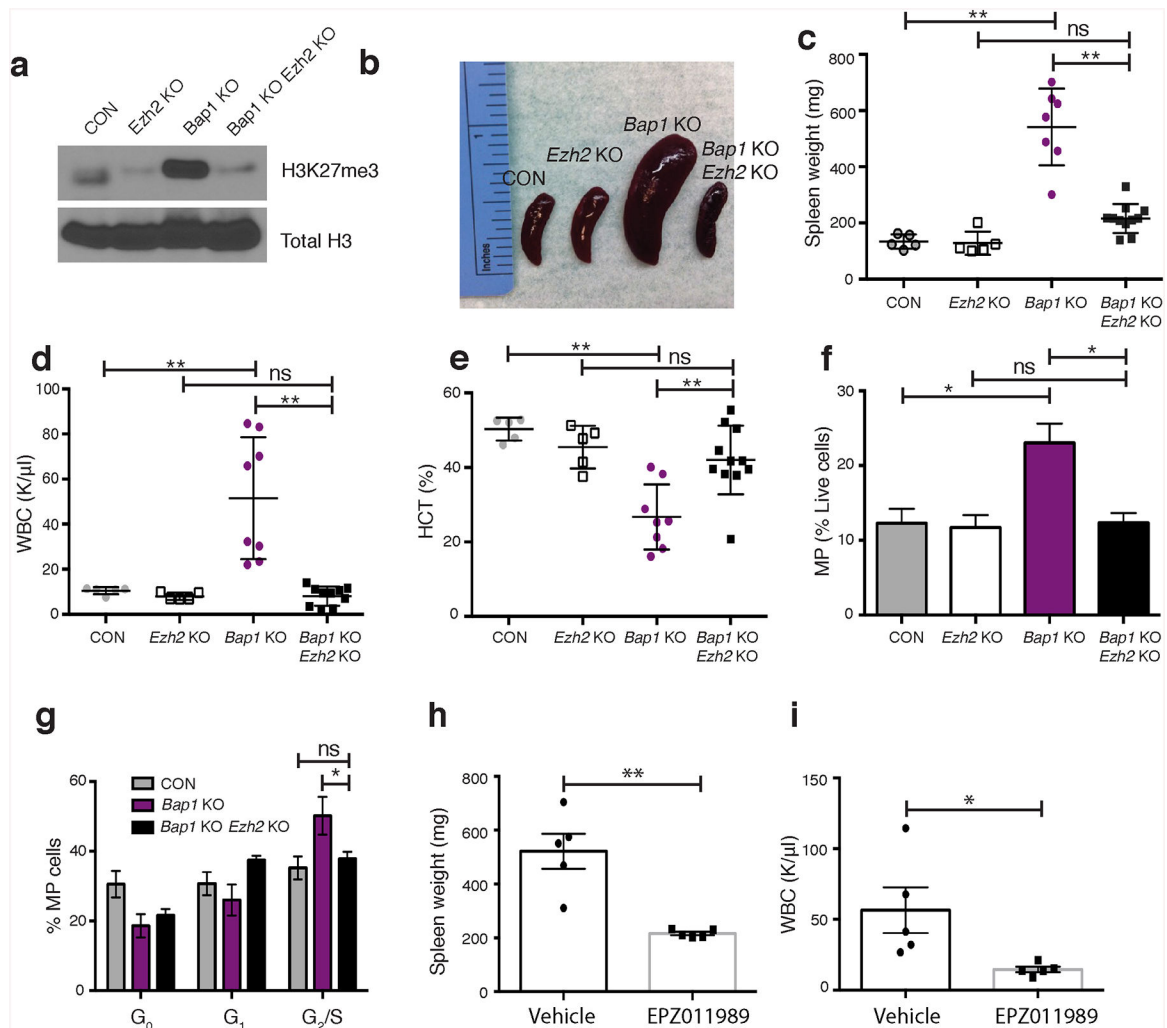 a
CON
Ezh2 KO
Bap1 KO
Bap1 KO Ezh2 KO
H3K27me3
Total H3
b
1
Inches
CON
Ezh2 KO
Bap1 KO
Bap1 KO
Ezh2 KO
c
**
ns
**
Spleen weight (mg)
800
600
400
200
0
CON
Ezh2 KO
Bap1 KO
Bap1 KO
Ezh2 KO
d
**
ns
**
WBC (K/µl)
100
80
60
40
20
0
CON
Ezh2 KO
Bap1 KO
Bap1 KO
Ezh2 KO
e
**
ns
**
HCT (%)
60
40
20
0
CON
Ezh2 KO
Bap1 KO
Bap1 KO
Ezh2 KO
f
*
ns
*
MP (% Live cells)
30
20
10
0
CON
Ezh2 KO
Bap1 KO
Bap1 KO
Ezh2 KO
g
CON
Bap1 KO
Bap1 KO Ezh2 KO
ns
*
% MP cells
60
40
20
0
G0
G1
G2/S
h
**
Spleen weight (mg)
800
600
400
200
0
Vehicle
EPZ011989
i
*
WBC (K/µl)
150
100
50
0
Vehicle
EPZ011989